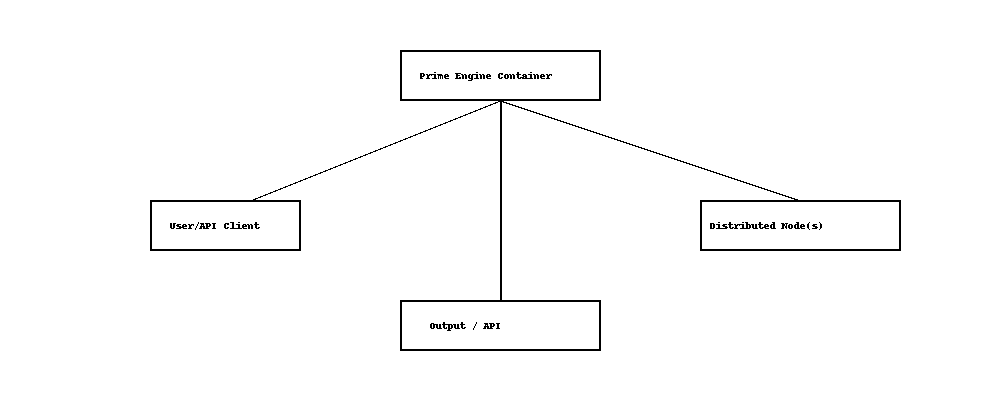 Prime Engine Container
User/API Client
Distributed Node(s)
Output / API